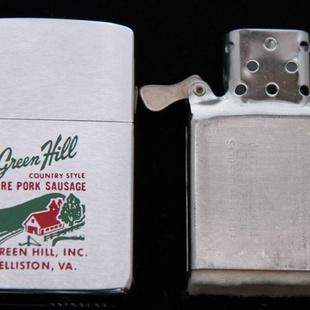 Green Hill
COUNTRY STYLE
RE PORK SAUSAGE
REEN HILL, INC.
ELLISTON, VA.